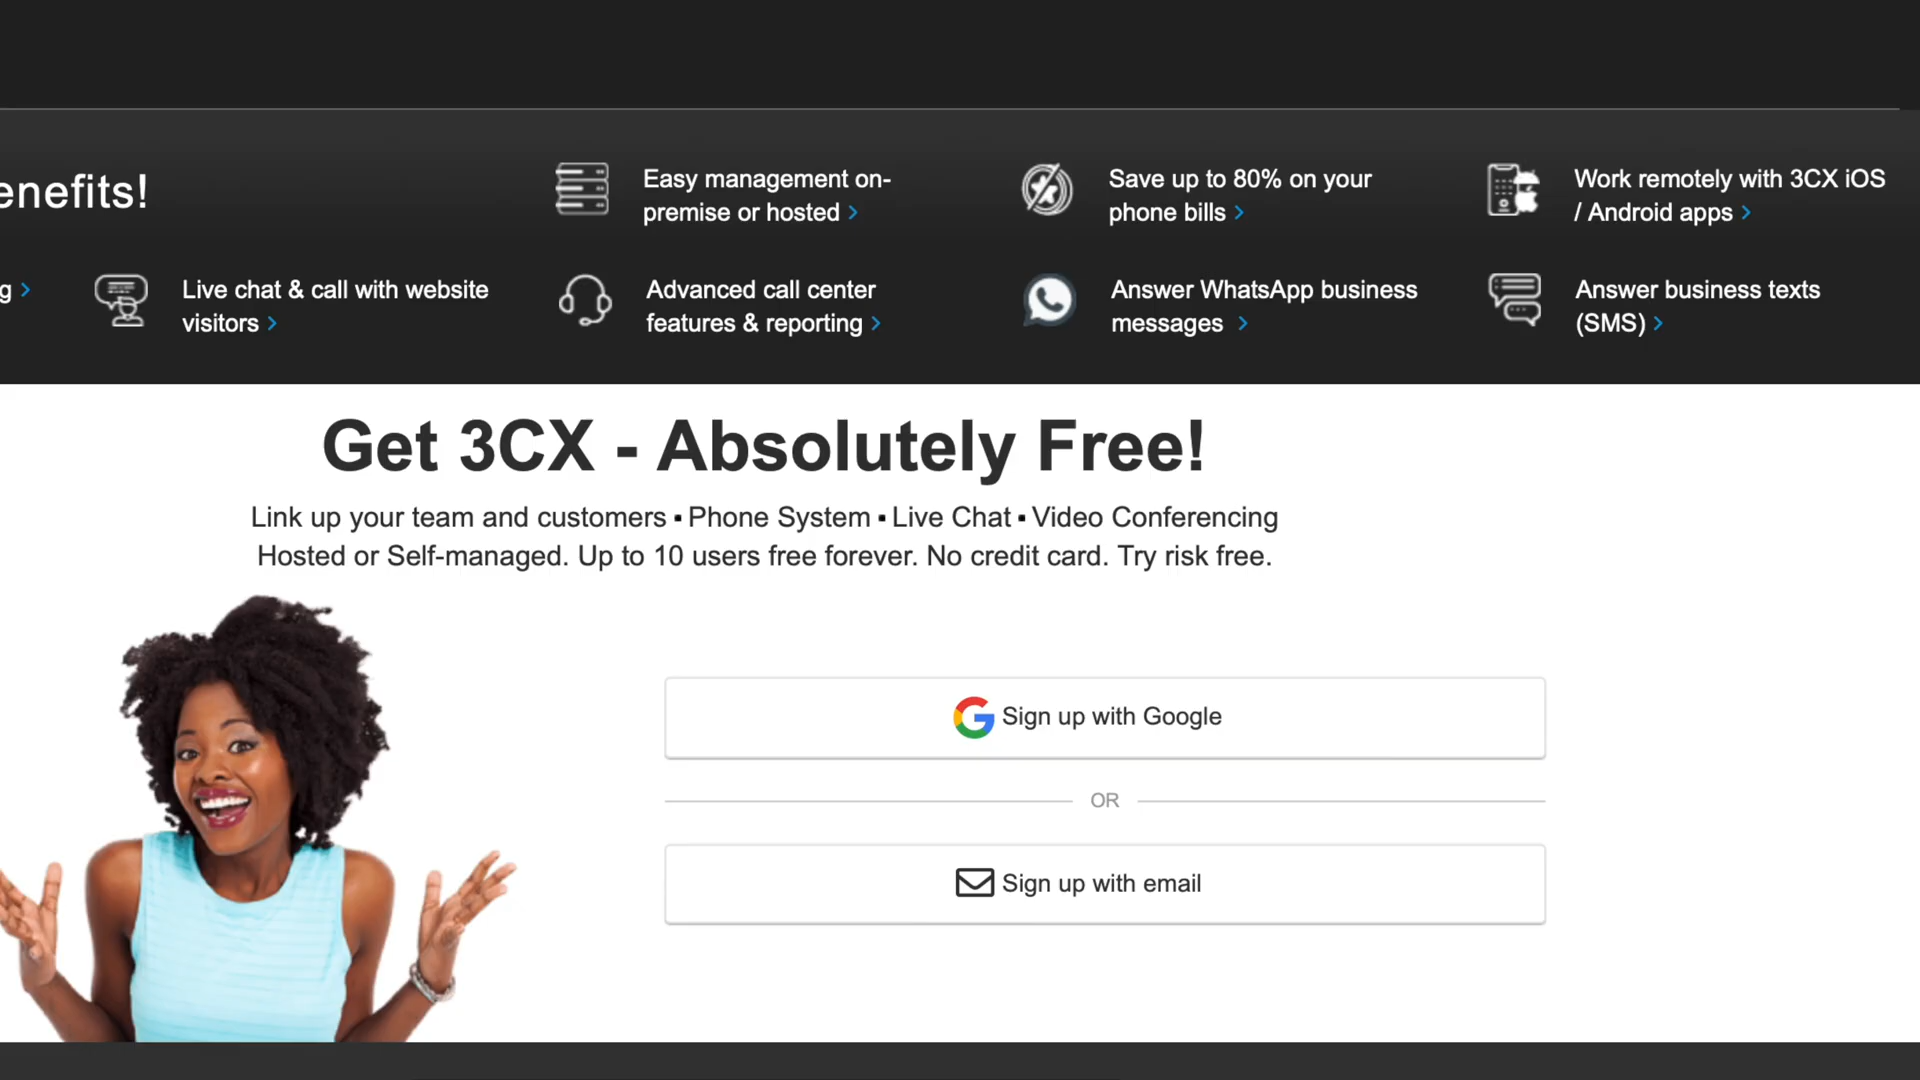 enefits!
Easy management on-
premise or hosted
Save up to 80% on your
phone bills
Work remotely with 3CX iOS
/ Android apps
g
Live chat & call with website
visitors
Advanced call center
features & reporting
Answer WhatsApp business
messages
Answer business texts
(SMS)
Get 3CX - Absolutely Free!
Link up your team and customers ▪ Phone System ▪ Live Chat ▪ Video Conferencing
Hosted or Self-managed. Up to 10 users free forever. No credit card. Try risk free.
Sign up with Google
OR
Sign up with email